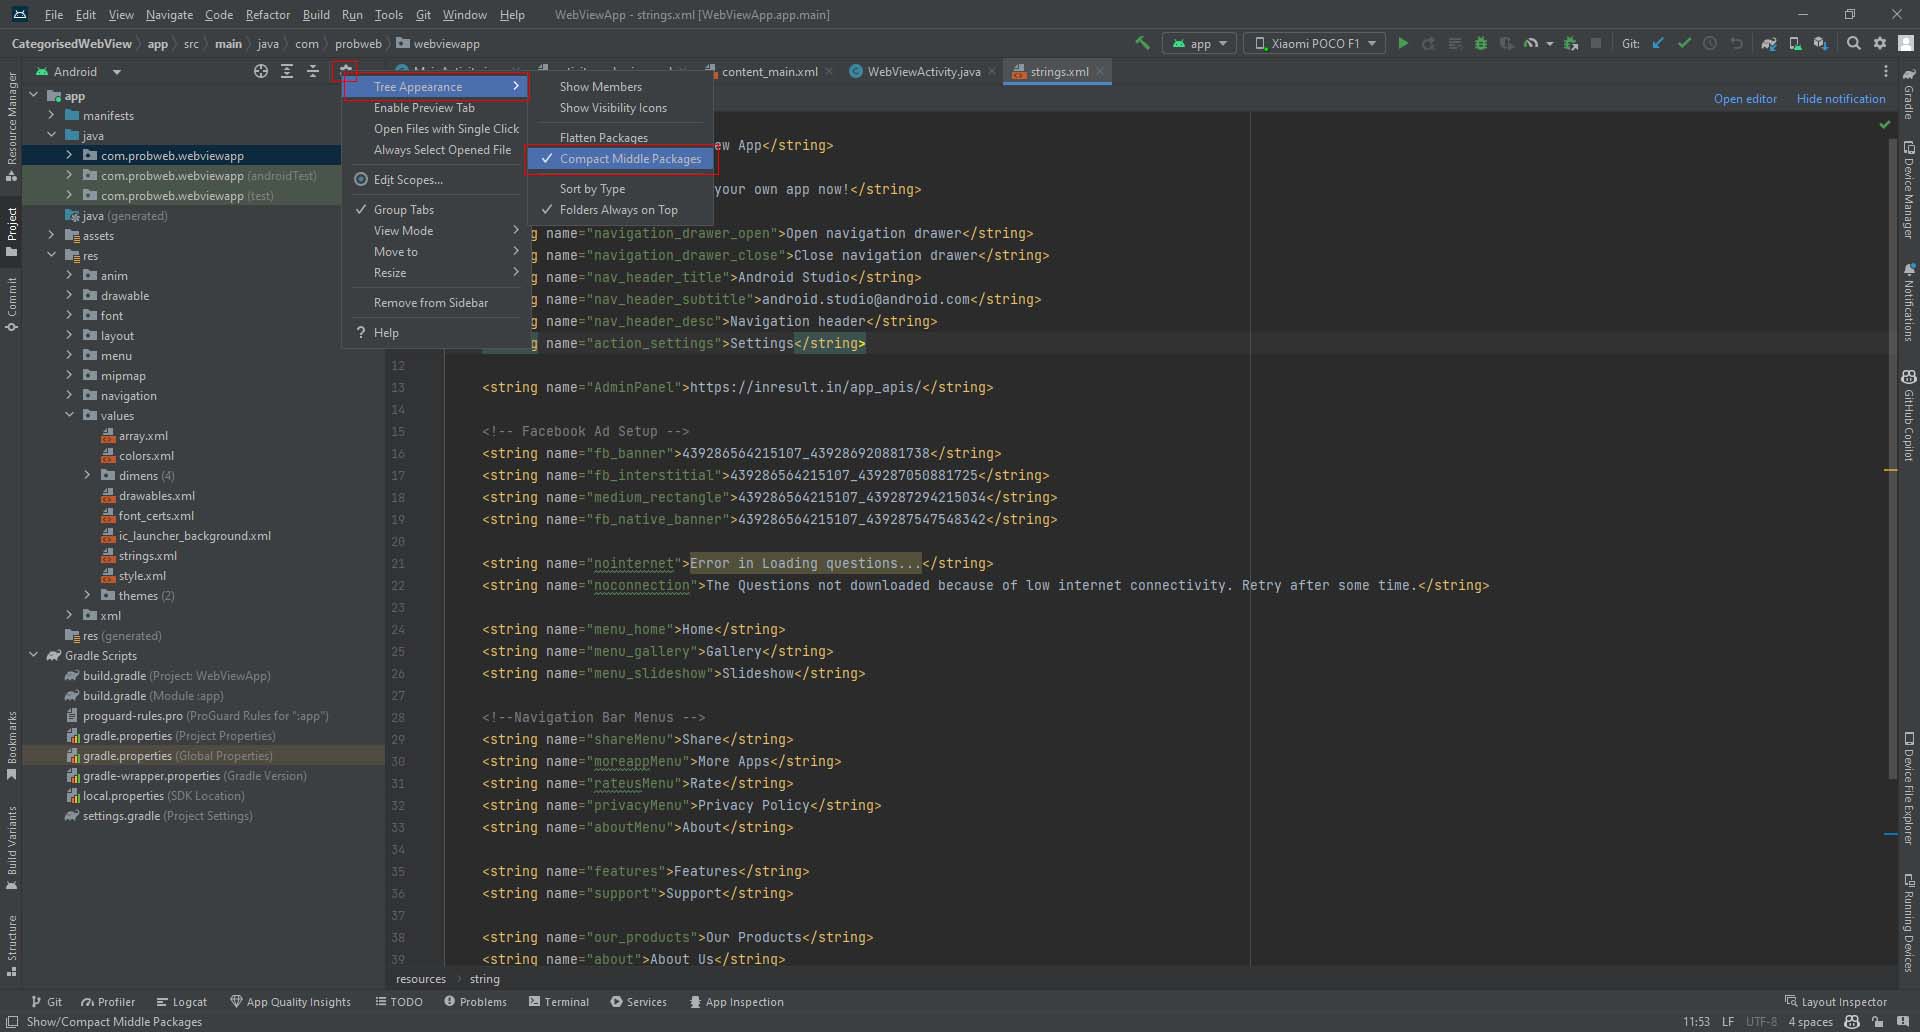 File Edit View Navigate Code Refactor Build Run Tools Git Window Help WebViewApp - strings.xml [WebViewApp.app.main]
CategorisedWebView app src main java com probweb webviewapp
app Xiaomi POCO F1 Git:
Android
content_main.xml WebViewActivity.java strings.xml
Open editor Hide notification
Resource Manager
Project
Commit
Bookmarks
Build Variants
Structure
app
manifests
java
com.probweb.webviewapp
com.probweb.webviewapp (androidTest)
com.probweb.webviewapp (test)
java (generated)
assets
res
anim
drawable
font
layout
menu
mipmap
navigation
values
array.xml
colors.xml
dimens (4)
drawables.xml
font_certs.xml
ic_launcher_background.xml
strings.xml
style.xml
themes (2)
xml
res (generated)
Gradle Scripts
build.gradle (Project: WebViewApp)
build.gradle (Module :app)
proguard-rules.pro (ProGuard Rules for ":app")
gradle.properties (Project Properties)
gradle.properties (Global Properties)
gradle-wrapper.properties (Gradle Version)
local.properties (SDK Location)
settings.gradle (Project Settings)
Tree Appearance
Enable Preview Tab
Open Files with Single Click
Always Select Opened File
Edit Scopes...
Group Tabs
View Mode
Move to
Resize
Remove from Sidebar
? Help
Show Members
Show Visibility Icons
Flatten Packages
Compact Middle Packages
Sort by Type
Folders Always on Top
ew App</string>
your own app now!</string>
g name="navigation_drawer_open">Open navigation drawer</string>
g name="navigation_drawer_close">Close navigation drawer</string>
g name="nav_header_title">Android Studio</string>
g name="nav_header_subtitle">android.studio@android.com</string>
g name="nav_header_desc">Navigation header</string>
g name="action_settings">Settings</string>
12
13 <string name="AdminPanel">https://inresult.in/app_apis/</string>
14
15 <!-- Facebook Ad Setup -->
16 <string name="fb_banner">439286564215107_439286920881738</string>
17 <string name="fb_interstitial">439286564215107_439287050881725</string>
18 <string name="medium_rectangle">439286564215107_439287294215034</string>
19 <string name="fb_native_banner">439286564215107_439287547548342</string>
20
21 <string name="nointernet">Error in Loading questions...</string>
22 <string name="noconnection">The Questions not downloaded because of low internet connectivity. Retry after some time.</string>
23
24 <string name="menu_home">Home</string>
25 <string name="menu_gallery">Gallery</string>
26 <string name="menu_slideshow">Slideshow</string>
27
28 <!--Navigation Bar Menus -->
29 <string name="shareMenu">Share</string>
30 <string name="moreappMenu">More Apps</string>
31 <string name="rateusMenu">Rate</string>
32 <string name="privacyMenu">Privacy Policy</string>
33 <string name="aboutMenu">About</string>
34
35 <string name="features">Features</string>
36 <string name="support">Support</string>
37
38 <string name="our_products">Our Products</string>
39 <string name="about">About Us</string>
resources string
Gradle
Device Manager
Notifications
GitHub Copilot
Device File Explorer
Running Devices
Git Profiler Logcat App Quality Insights TODO Problems Terminal Services App Inspection Layout Inspector
Show/Compact Middle Packages 11:53 LF UTF-8 4 spaces